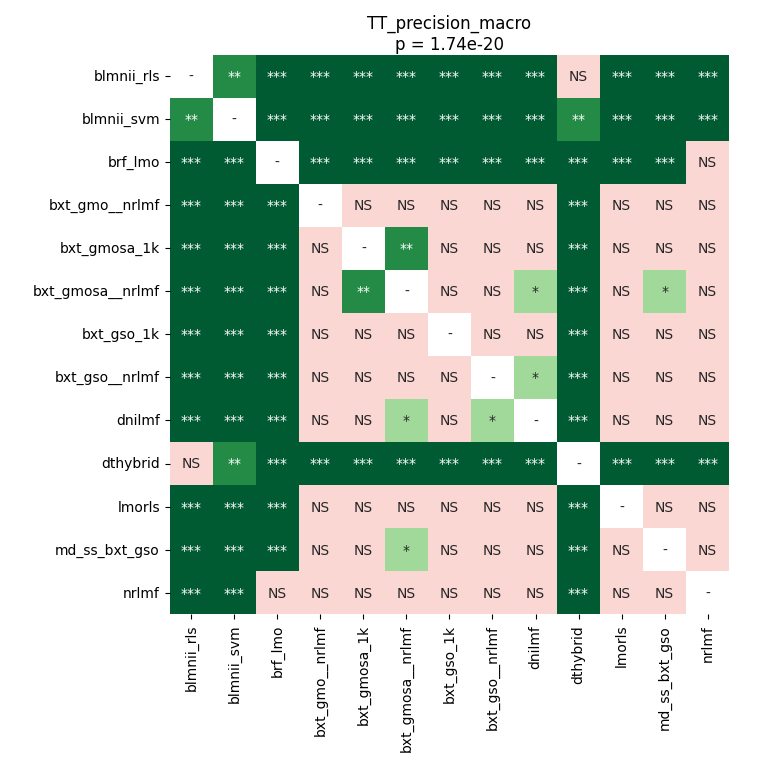 TT_precision_macro
p = 1.74e-20
blmnii_rls - ** *** *** *** *** *** *** *** NS *** *** ***
blmnii_svm ** - *** *** *** *** *** *** *** ** *** *** ***
brf_lmo *** *** - *** *** *** *** *** *** *** *** *** NS
bxt_gmo__nrlmf *** *** *** - NS NS NS NS NS *** NS NS NS
bxt_gmosa_1k *** *** *** NS - ** NS NS NS *** NS NS NS
bxt_gmosa__nrlmf *** *** *** NS ** - NS NS * *** NS * NS
bxt_gso_1k *** *** *** NS NS NS - NS NS *** NS NS NS
bxt_gso__nrlmf *** *** *** NS NS NS NS - * *** NS NS NS
dnilmf *** *** *** NS NS * NS * - *** NS NS NS
dthybrid NS ** *** *** *** *** *** *** *** - *** *** ***
lmorls *** *** *** NS NS NS NS NS NS *** - NS NS
md_ss_bxt_gso *** *** *** NS NS * NS NS NS *** NS - NS
nrlmf *** *** NS NS NS NS NS NS NS *** NS NS -
blmnii_rls
blmnii_svm
brf_lmo
bxt_gmo__nrlmf
bxt_gmosa_1k
bxt_gmosa__nrlmf
bxt_gso_1k
bxt_gso__nrlmf
dnilmf
dthybrid
lmorls
md_ss_bxt_gso
nrlmf